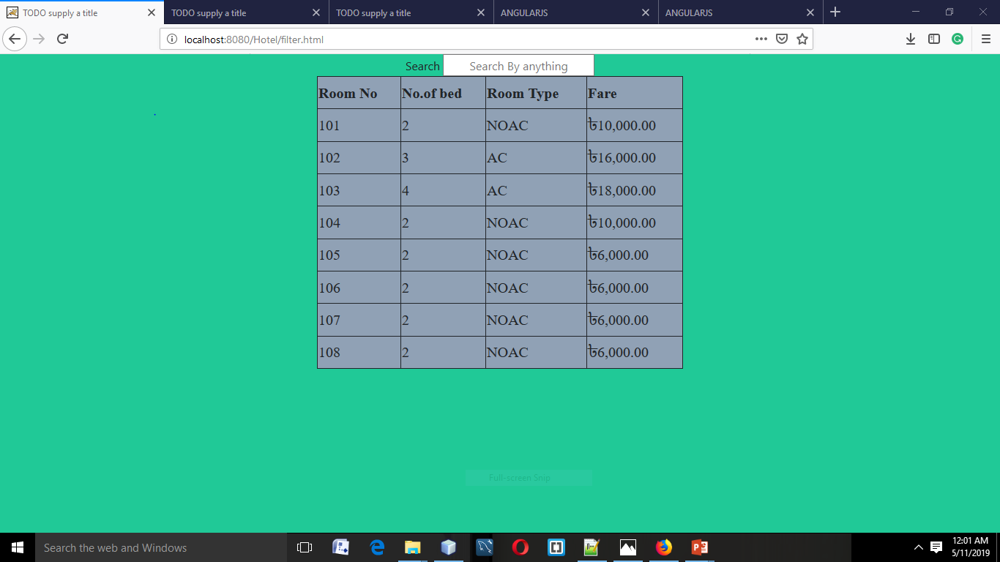 TODO supply a title TODO supply a title TODO supply a title ANGULARJS ANGULARJS
localhost:8080/Hotel/filter.html
Search Search By anything
Room No No.of bed Room Type Fare
101 2 NOAC ৳10,000.00
102 3 AC ৳16,000.00
103 4 AC ৳18,000.00
104 2 NOAC ৳10,000.00
105 2 NOAC ৳6,000.00
106 2 NOAC ৳6,000.00
107 2 NOAC ৳6,000.00
108 2 NOAC ৳6,000.00
Full-screen Snip
Search the web and Windows 12:01 AM
5/11/2019